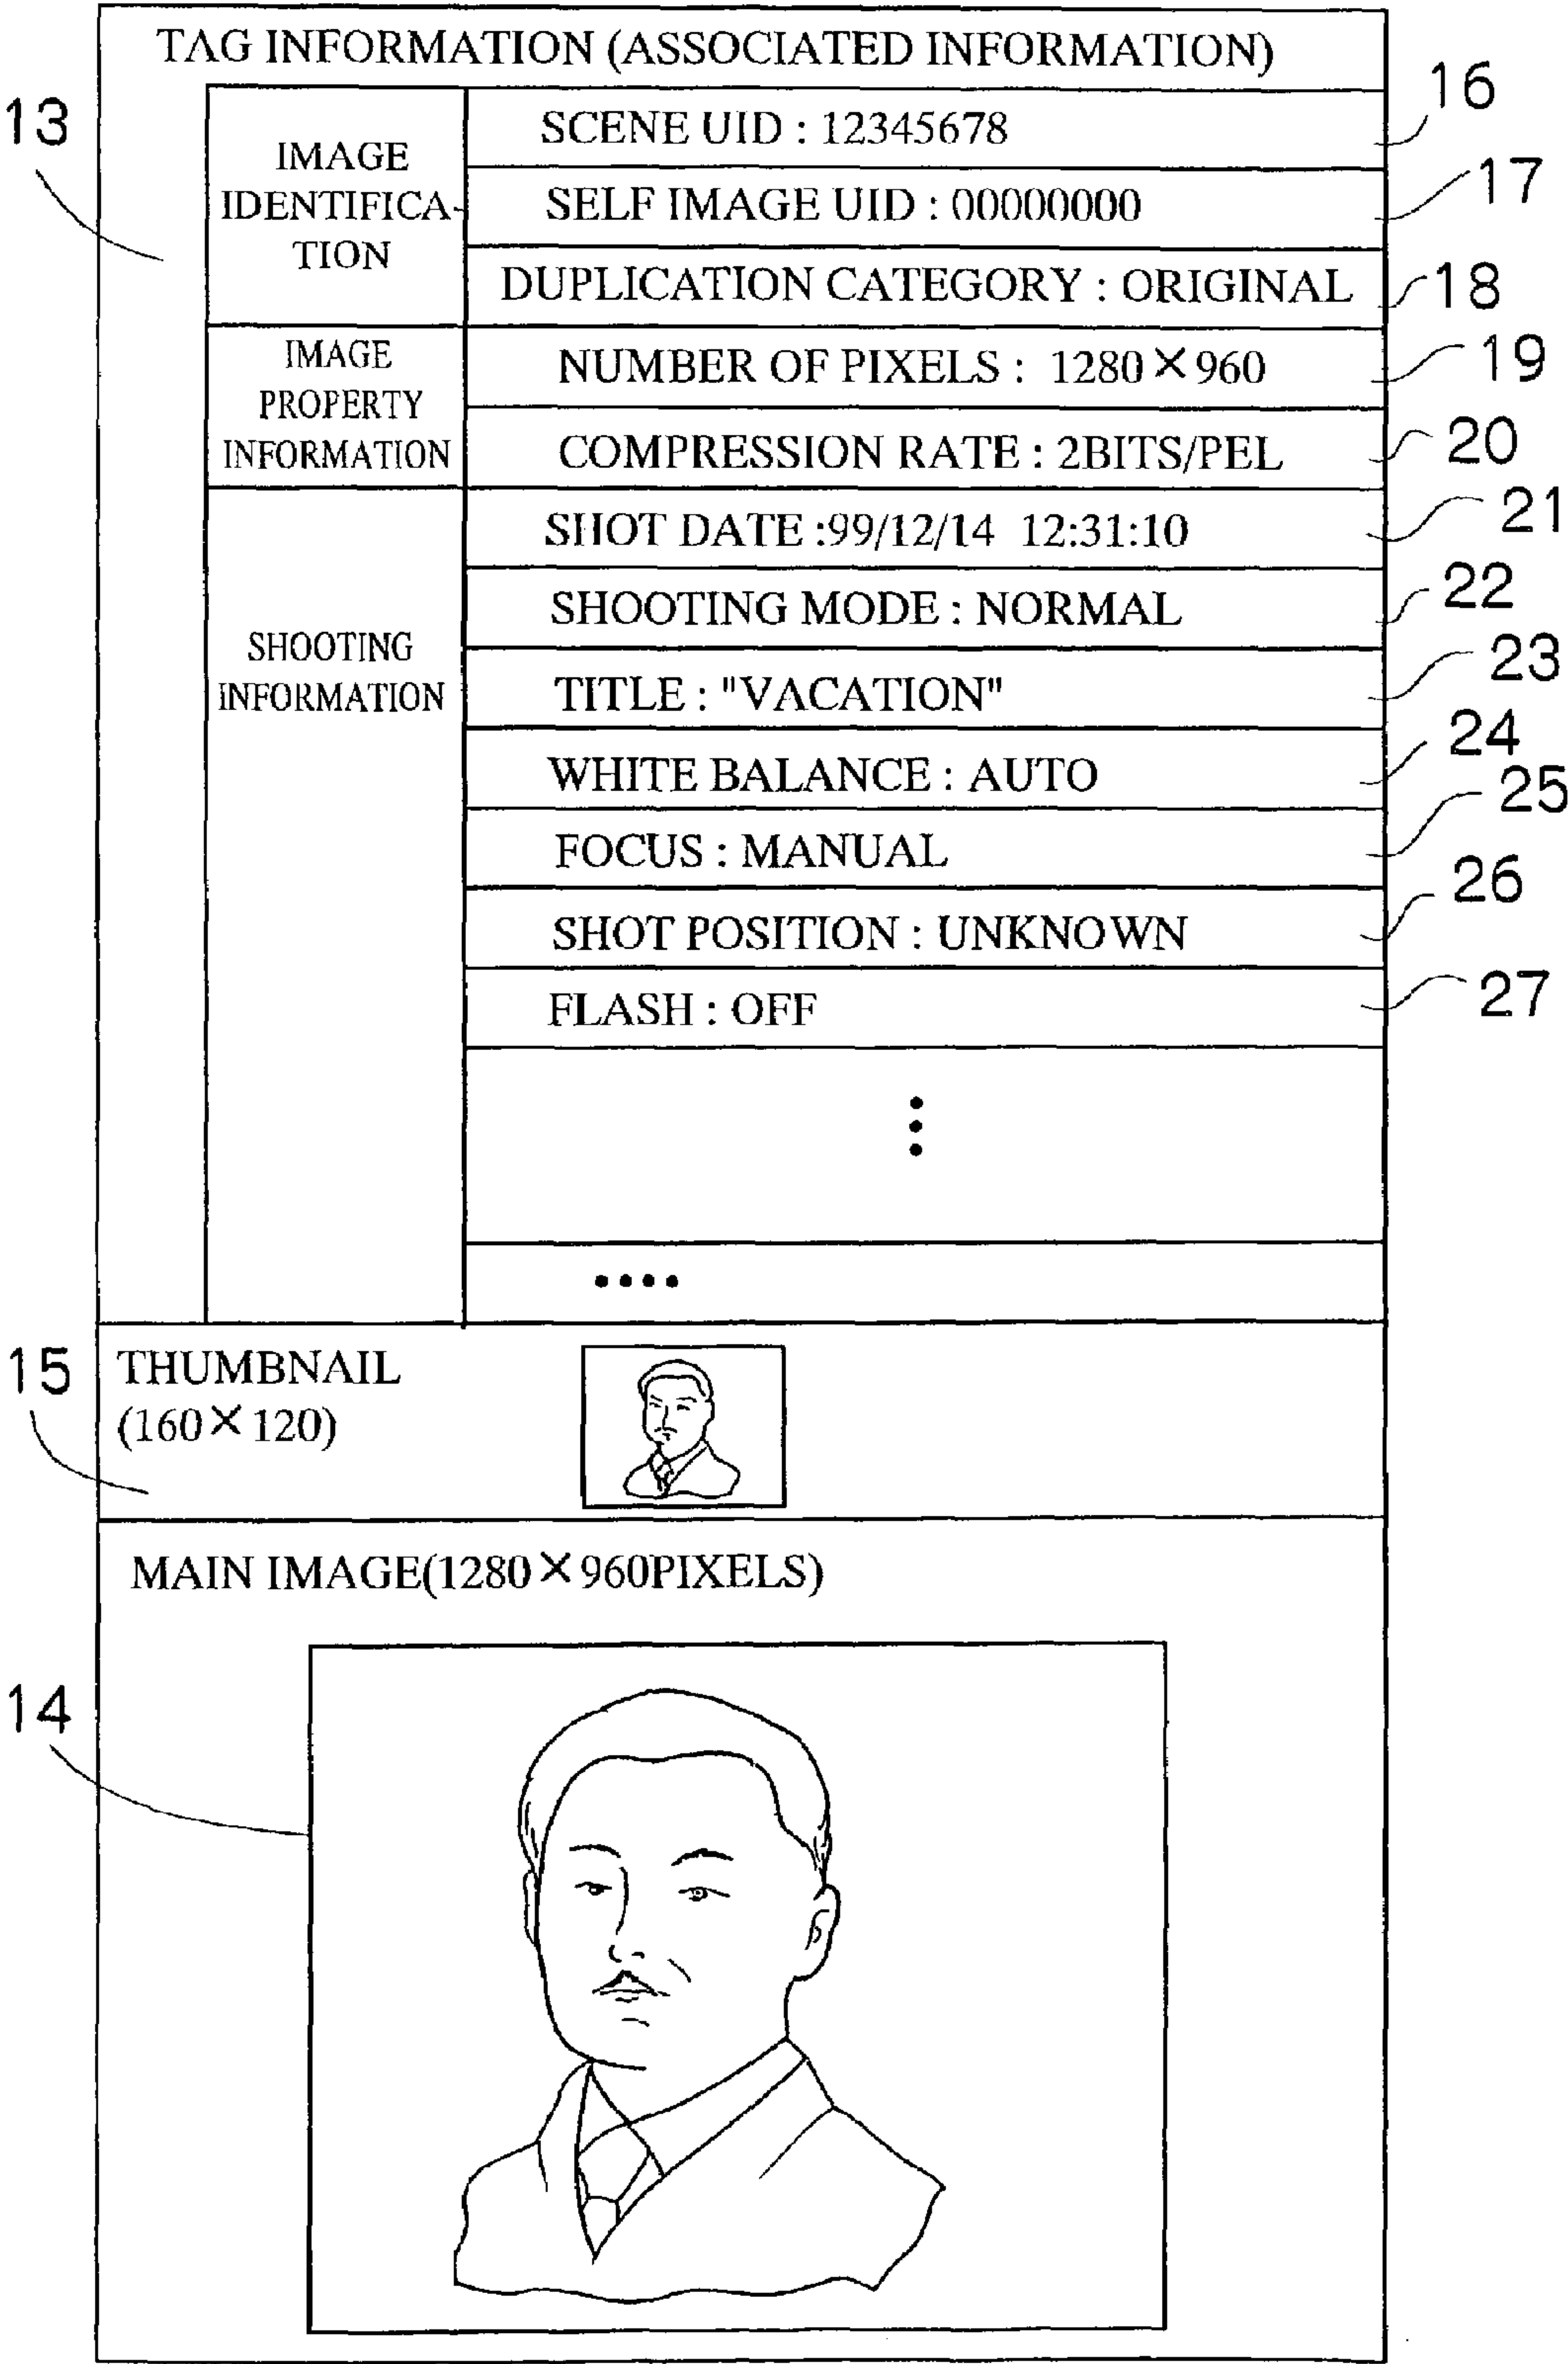 TAG INFORMATION (ASSOCIATED INFORMATION)
13
IMAGE
IDENTIFICA-
TION
SCENE UID : 12345678
16
SELF IMAGE UID : 00000000
17
DUPLICATION CATEGORY : ORIGINAL
18
IMAGE
PROPERTY
INFORMATION
NUMBER OF PIXELS : 1280×960
19
COMPRESSION RATE : 2BITS/PEL
20
SHOOTING
INFORMATION
SHOT DATE :99/12/14 12:31:10
21
SHOOTING MODE : NORMAL
22
TITLE : "VACATION"
23
WHITE BALANCE : AUTO
24
FOCUS : MANUAL
25
SHOT POSITION : UNKNOWN
26
FLASH : OFF
27
15
THUMBNAIL
(160×120)
MAIN IMAGE(1280×960PIXELS)
14